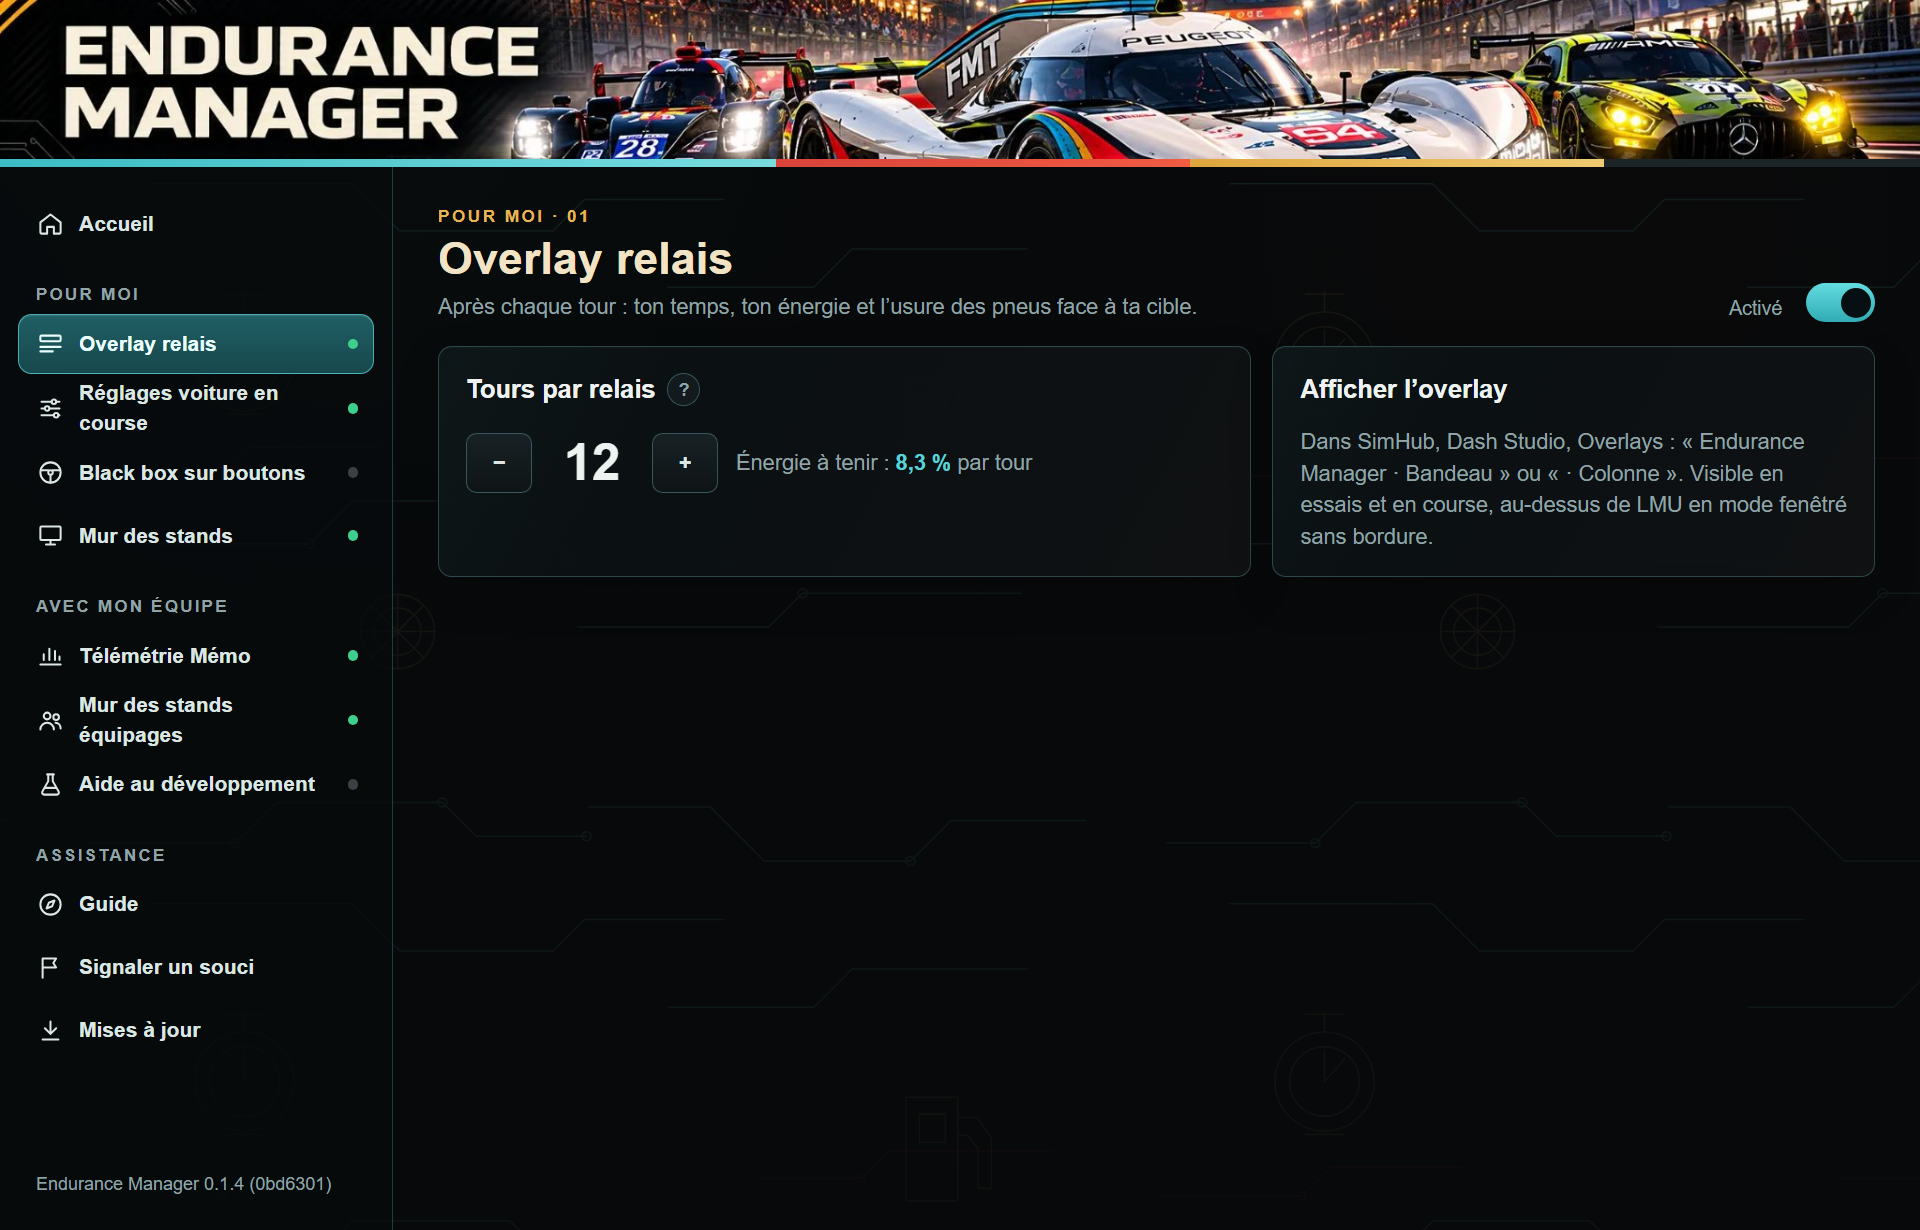 ENDURANCE
MANAGER
FMT
PEUGEOT
AMG
28
94
Accueil
POUR MOI
Overlay relais
Réglages voiture en
course
Black box sur boutons
Mur des stands
AVEC MON ÉQUIPE
Télémétrie Mémo
Mur des stands
équipages
Aide au développement
ASSISTANCE
Guide
Signaler un souci
Mises à jour
Endurance Manager 0.1.4 (0bd6301)
POUR MOI · 01
Overlay relais
Après chaque tour : ton temps, ton énergie et l’usure des pneus face à ta cible.
Activé
Tours par relais ?
− 12 + Énergie à tenir : 8,3 % par tour
Afficher l’overlay
Dans SimHub, Dash Studio, Overlays : « Endurance
Manager · Bandeau » ou « · Colonne ». Visible en
essais et en course, au-dessus de LMU en mode fenêtré
sans bordure.